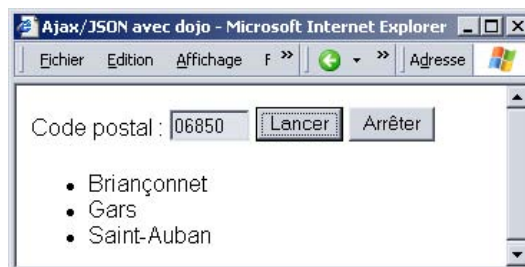 Ajax/JSON avec dojo - Microsoft Internet Explorer
Fichier Edition Affichage F » » Adresse
Code postal : 06850 Lancer Arrêter
• Briançonnet
• Gars
• Saint-Auban